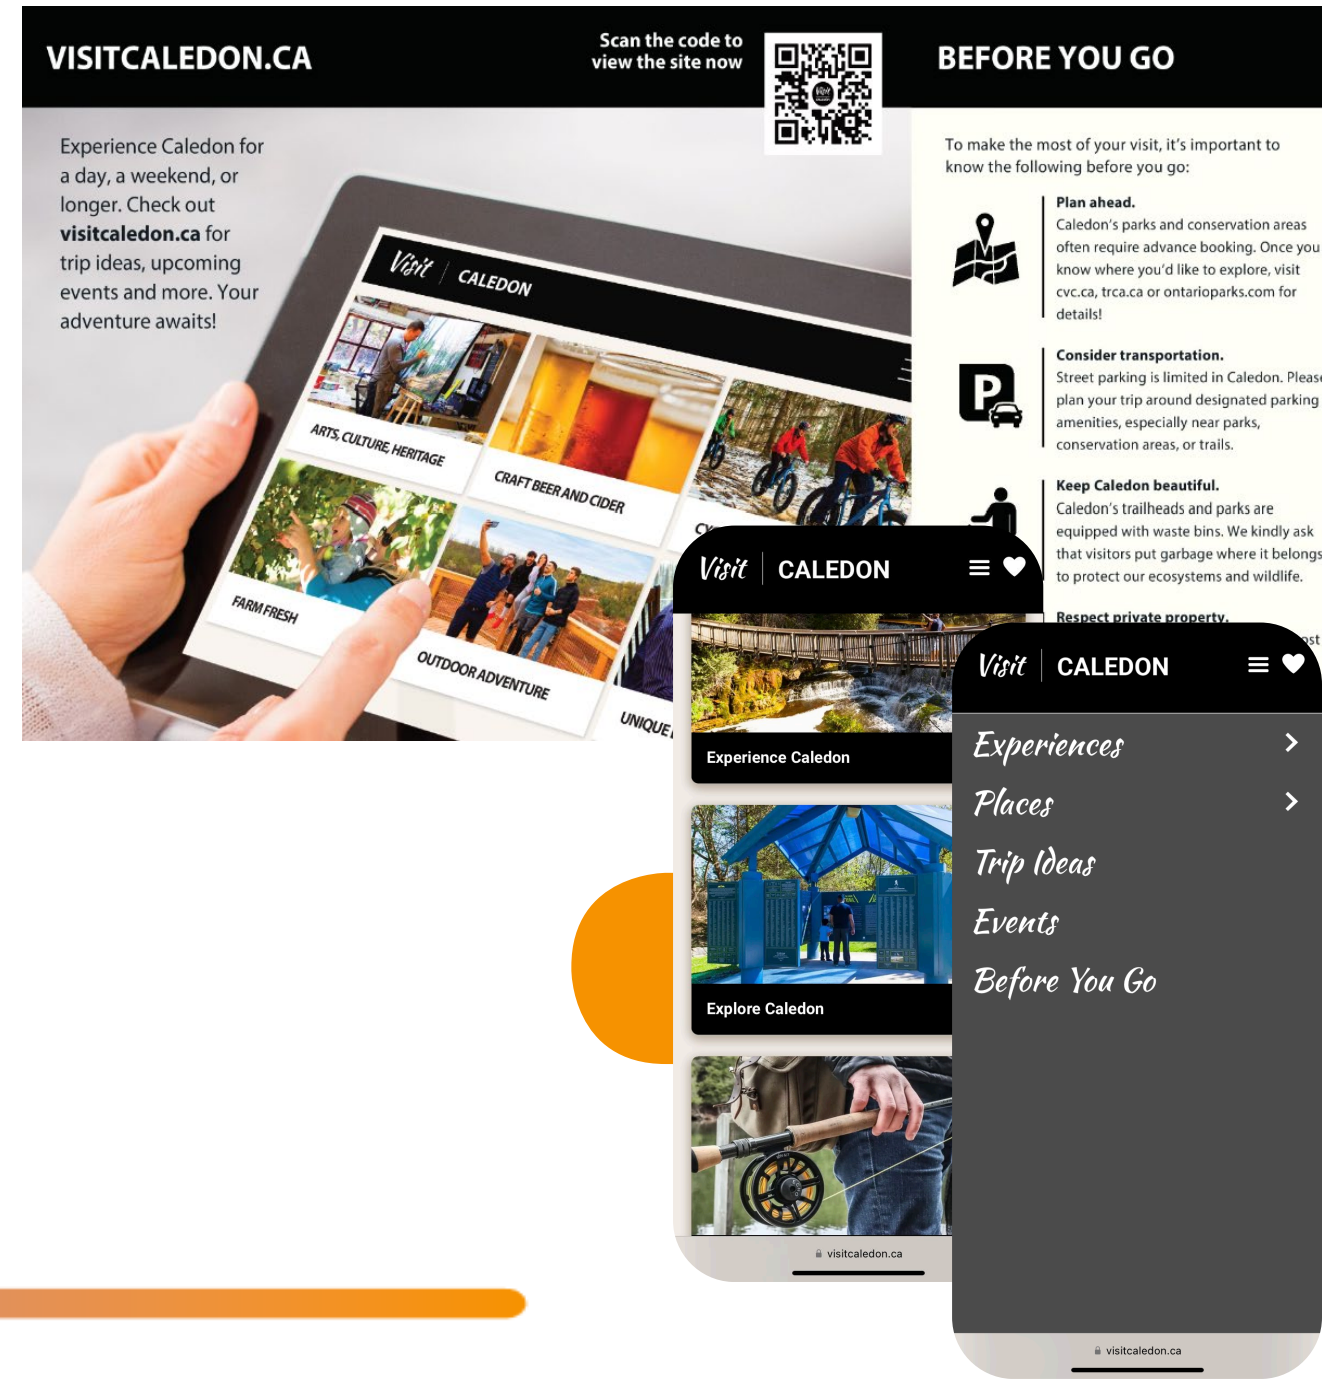 VISITCALEDON.CA
Scan the code to
view the site now
BEFORE YOU GO
Experience Caledon for
a day, a weekend, or
longer. Check out
visitcaledon.ca for
trip ideas, upcoming
events and more. Your
adventure awaits!
To make the most of your visit, it's important to
know the following before you go:
Plan ahead.
Caledon's parks and conservation areas
often require advance booking. Once you
know where you'd like to explore, visit
cvc.ca, trca.ca or ontarioparks.com for
details!
Consider transportation.
Street parking is limited in Caledon. Please
plan your trip around designated parking
amenities, especially near parks,
conservation areas, or trails.
Keep Caledon beautiful.
Caledon's trailheads and parks are
equipped with waste bins. We kindly ask
that visitors put garbage where it belongs
to protect our ecosystems and wildlife.
Respect private property.
Visit | CALEDON
ARTS, CULTURE, HERITAGE
CRAFT BEER AND CIDER
FARM FRESH
OUTDOOR ADVENTURE
UNIQUE
Visit | CALEDON
Experience Caledon
Explore Caledon
visitcaledon.ca
Visit | CALEDON
Experiences
Places
Trip Ideas
Events
Before You Go
visitcaledon.ca